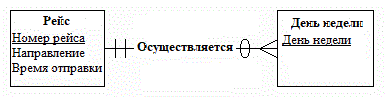 Рейс
Номер рейса
Направление
Время отправки
Осуществляется
День недели
День недели